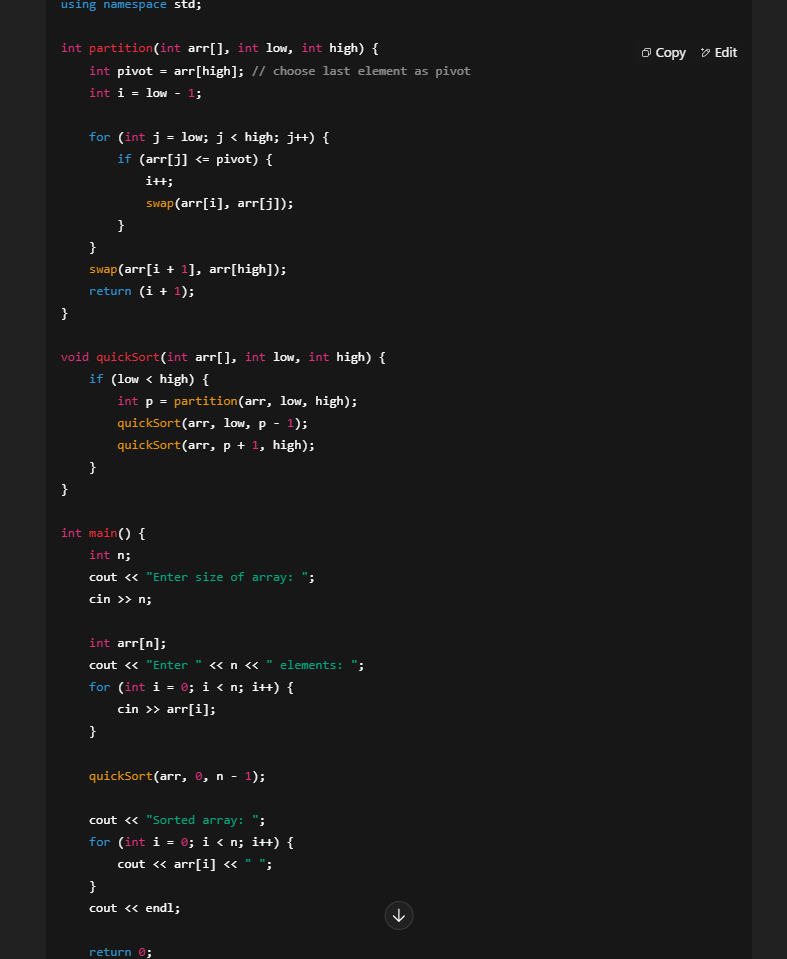 using namespace std;
int partition(int arr[], int low, int high) {
Copy Edit
    int pivot = arr[high]; // choose last element as pivot
    int i = low - 1;
    for (int j = low; j < high; j++) {
        if (arr[j] <= pivot) {
            i++;
            swap(arr[i], arr[j]);
        }
    }
    swap(arr[i + 1], arr[high]);
    return (i + 1);
}
void quickSort(int arr[], int low, int high) {
    if (low < high) {
        int p = partition(arr, low, high);
        quickSort(arr, low, p - 1);
        quickSort(arr, p + 1, high);
    }
}
int main() {
    int n;
    cout << "Enter size of array: ";
    cin >> n;
    int arr[n];
    cout << "Enter " << n << " elements: ";
    for (int i = 0; i < n; i++) {
        cin >> arr[i];
    }
    quickSort(arr, 0, n - 1);
    cout << "Sorted array: ";
    for (int i = 0; i < n; i++) {
        cout << arr[i] << " ";
    }
    cout << endl;
    return 0;